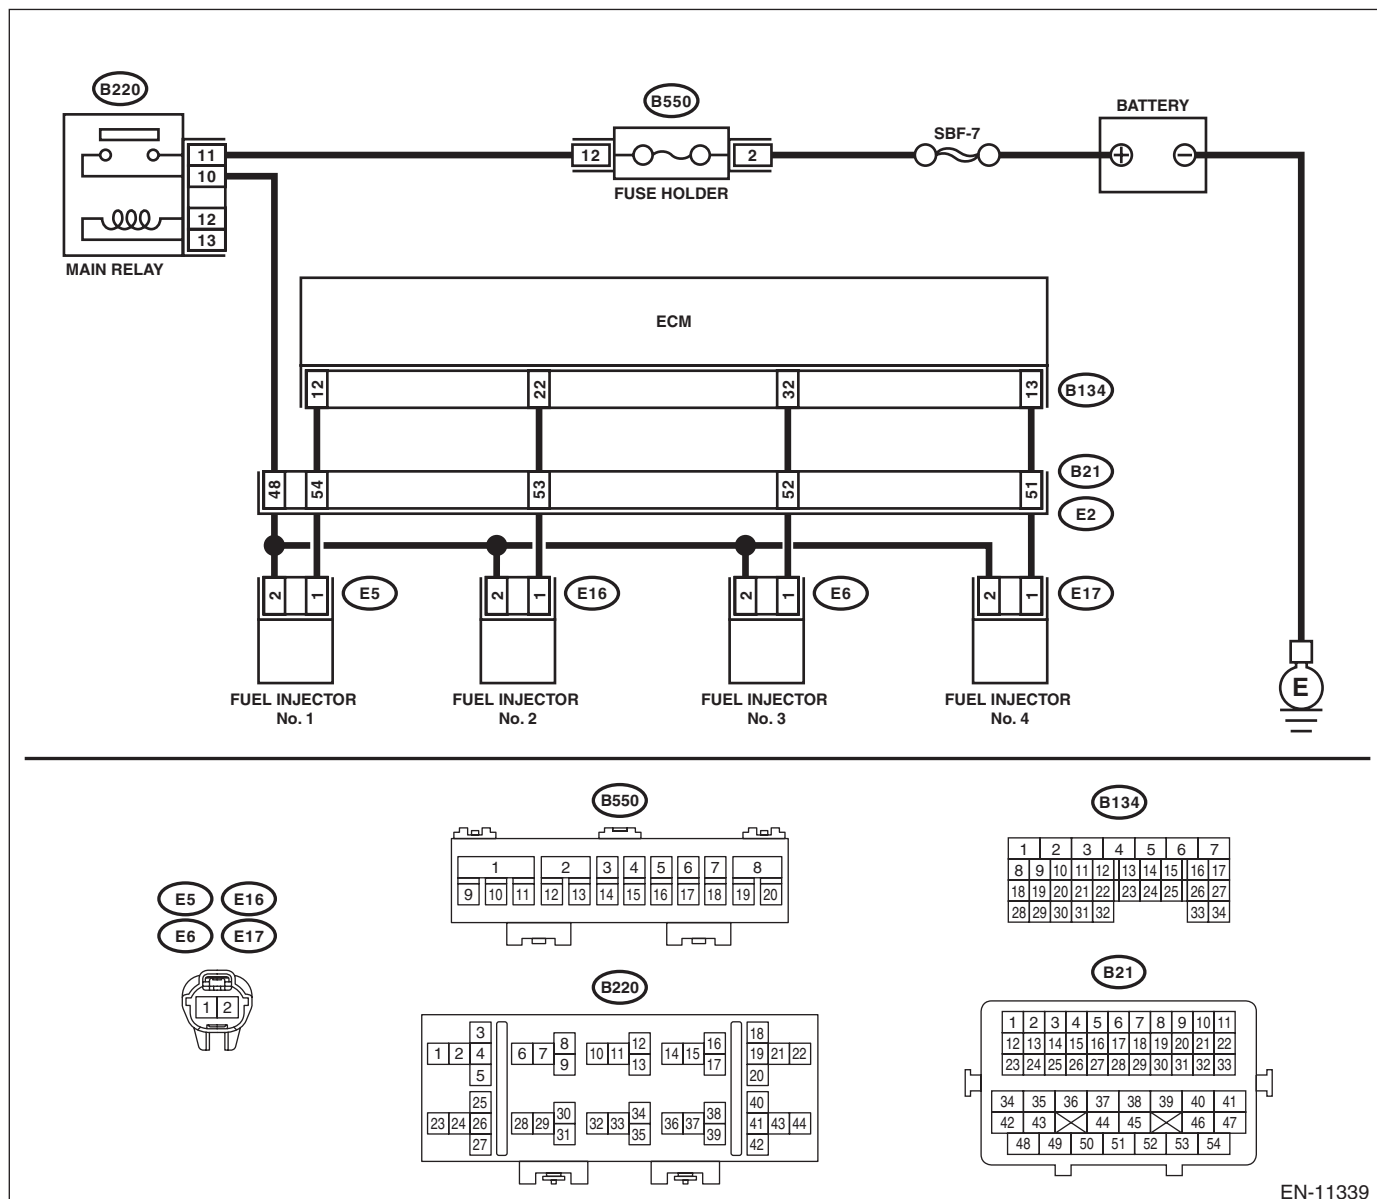 B220
B550
BATTERY
SBF-7
11
12
2
10
FUSE HOLDER
12
13
MAIN RELAY
ECM
12 22 32 13
B134
B21
48 54 53 52 51
E2
2 1 E5 2 1 E16 2 1 E6 2 1 E17
E
FUEL INJECTOR No. 1
FUEL INJECTOR No. 2
FUEL INJECTOR No. 3
FUEL INJECTOR No. 4
E5 E16
E6 E17
1 2
B550
1 2 3 4 5 6 7 8
9 10 11 12 13 14 15 16 17 18 19 20
B220
3 8 12 16 18
1 2 4 6 7 10 11 14 15 19 21 22
9 13 17
5 20
25 30 34 38 40
23 24 26 28 29 32 33 36 37 41 43 44
31 35 39
27 42
B134
1 2 3 4 5 6 7
8 9 10 11 12 13 14 15 16 17
18 19 20 21 22 23 24 25 26 27
28 29 30 31 32 33 34
B21
1 2 3 4 5 6 7 8 9 10 11
12 13 14 15 16 17 18 19 20 21 22
23 24 25 26 27 28 29 30 31 32 33
34 35 36 37 38 39 40 41
42 43 44 45 46 47
48 49 50 51 52 53 54
EN-11339